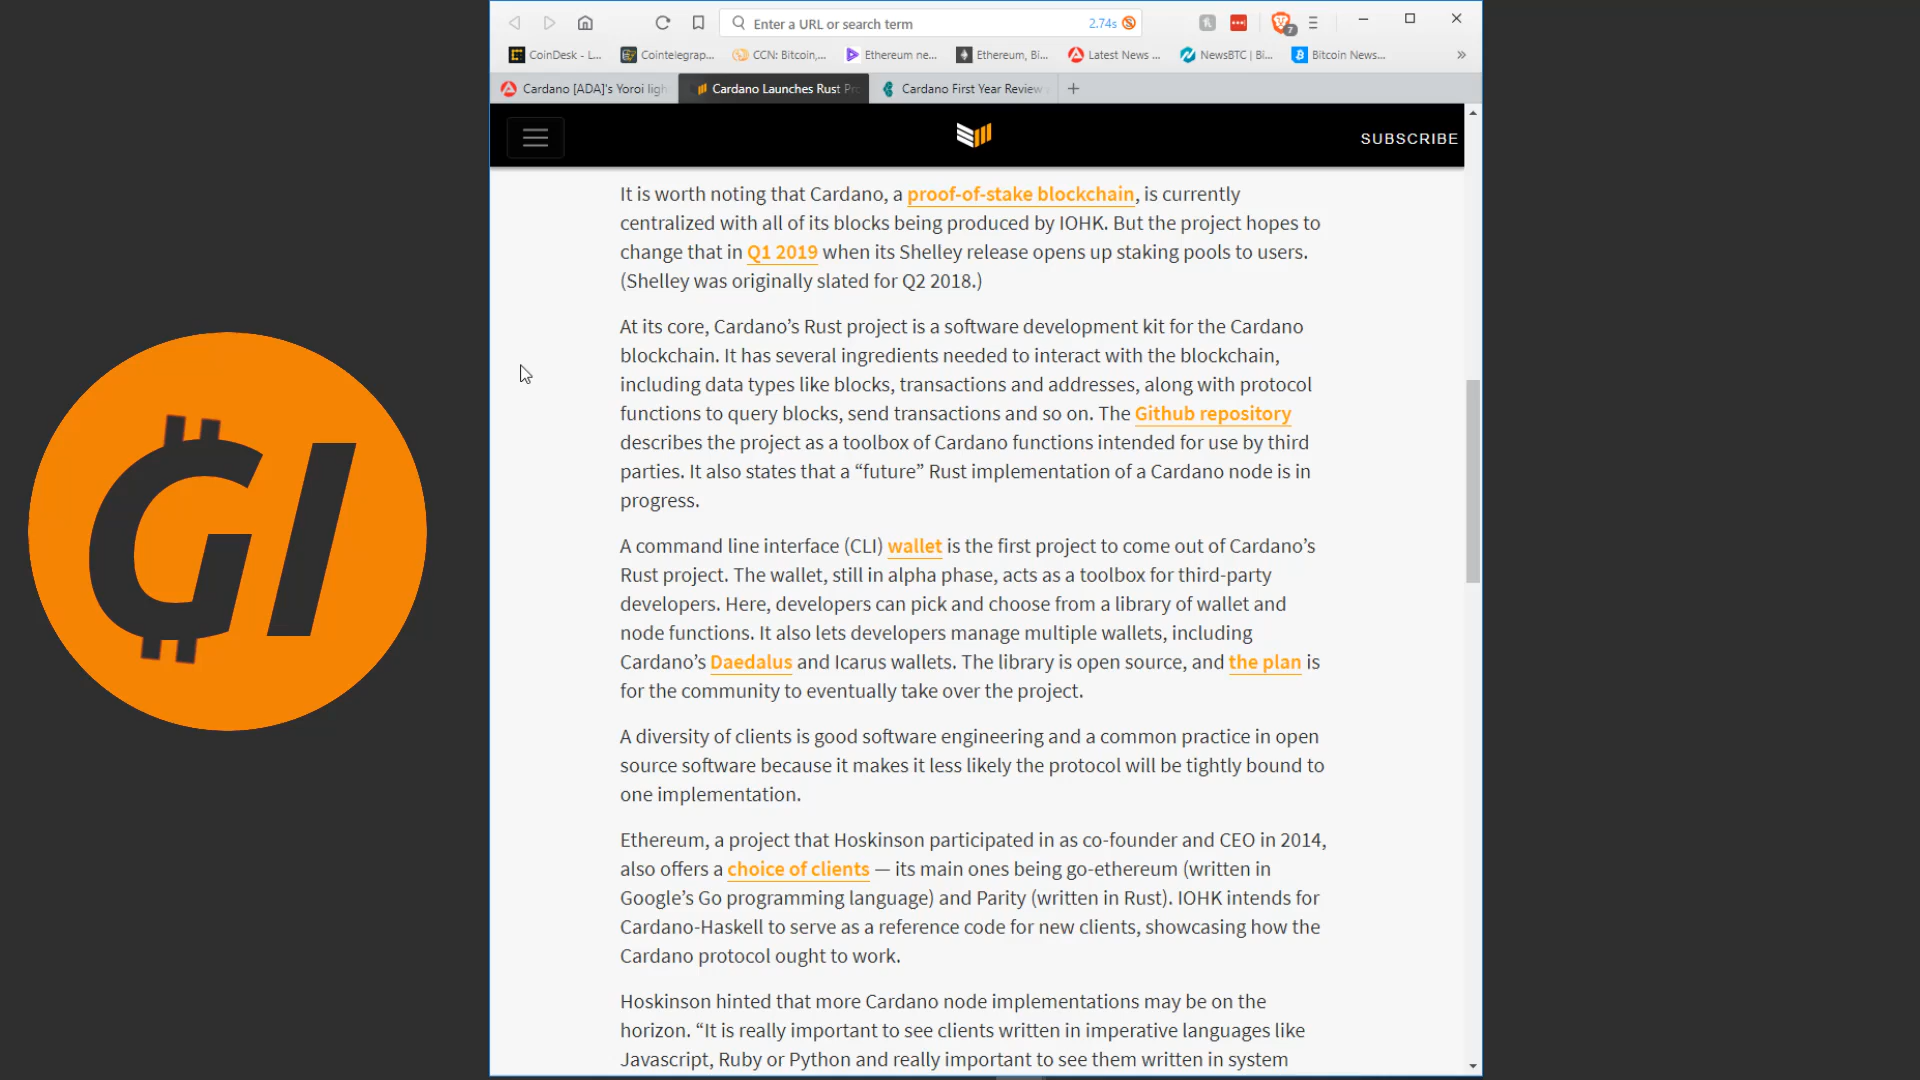 Enter a URL or search term
2.74s
7
CoinDesk - L...
Cointelegrap...
CCN: Bitcoin,...
Ethereum ne...
Ethereum, Bi...
Latest News ...
NewsBTC | Bi...
Bitcoin News...
Cardano [ADA]'s Yoroi ligh
Cardano Launches Rust Pr
Cardano First Year Review
SUBSCRIBE
It is worth noting that Cardano, a proof-of-stake blockchain, is currently
centralized with all of its blocks being produced by IOHK. But the project hopes to
change that in Q1 2019 when its Shelley release opens up staking pools to users.
(Shelley was originally slated for Q2 2018.)
At its core, Cardano’s Rust project is a software development kit for the Cardano
blockchain. It has several ingredients needed to interact with the blockchain,
including data types like blocks, transactions and addresses, along with protocol
functions to query blocks, send transactions and so on. The Github repository
describes the project as a toolbox of Cardano functions intended for use by third
parties. It also states that a “future” Rust implementation of a Cardano node is in
progress.
A command line interface (CLI) wallet is the first project to come out of Cardano’s
Rust project. The wallet, still in alpha phase, acts as a toolbox for third-party
developers. Here, developers can pick and choose from a library of wallet and
node functions. It also lets developers manage multiple wallets, including
Cardano’s Daedalus and Icarus wallets. The library is open source, and the plan is
for the community to eventually take over the project.
A diversity of clients is good software engineering and a common practice in open
source software because it makes it less likely the protocol will be tightly bound to
one implementation.
Ethereum, a project that Hoskinson participated in as co-founder and CEO in 2014,
also offers a choice of clients — its main ones being go-ethereum (written in
Google’s Go programming language) and Parity (written in Rust). IOHK intends for
Cardano-Haskell to serve as a reference code for new clients, showcasing how the
Cardano protocol ought to work.
Hoskinson hinted that more Cardano node implementations may be on the
horizon. “It is really important to see clients written in imperative languages like
Javascript, Ruby or Python and really important to see them written in system
GI